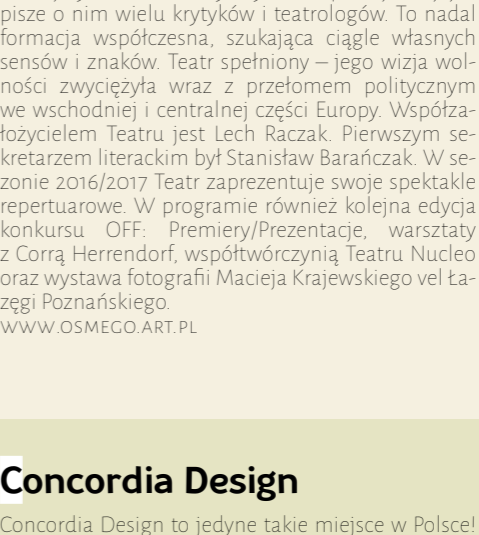 pisze o nim wielu krytyków i teatrologów. To nadal
formacja współczesna, szukająca ciągle własnych
sensów i znaków. Teatr spełniony – jego wizja wol-
ności zwyciężyła wraz z przełomem politycznym
we wschodniej i centralnej części Europy. Współza-
łożycielem Teatru jest Lech Raczak. Pierwszym se-
kretarzem literackim był Stanisław Barańczak. W se-
zonie 2016/2017 Teatr zaprezentuje swoje spektakle
repertuarowe. W programie również kolejna edycja
konkursu OFF: Premiery/Prezentacje, warsztaty
z Corrą Herrendorf, współtwórczynią Teatru Nucleo
oraz wystawa fotografii Macieja Krajewskiego vel Ła-
zęgi Poznańskiego.
WWW.OSMEGO.ART.PL
Concordia Design
Concordia Design to jedyne takie miejsce w Polsce!